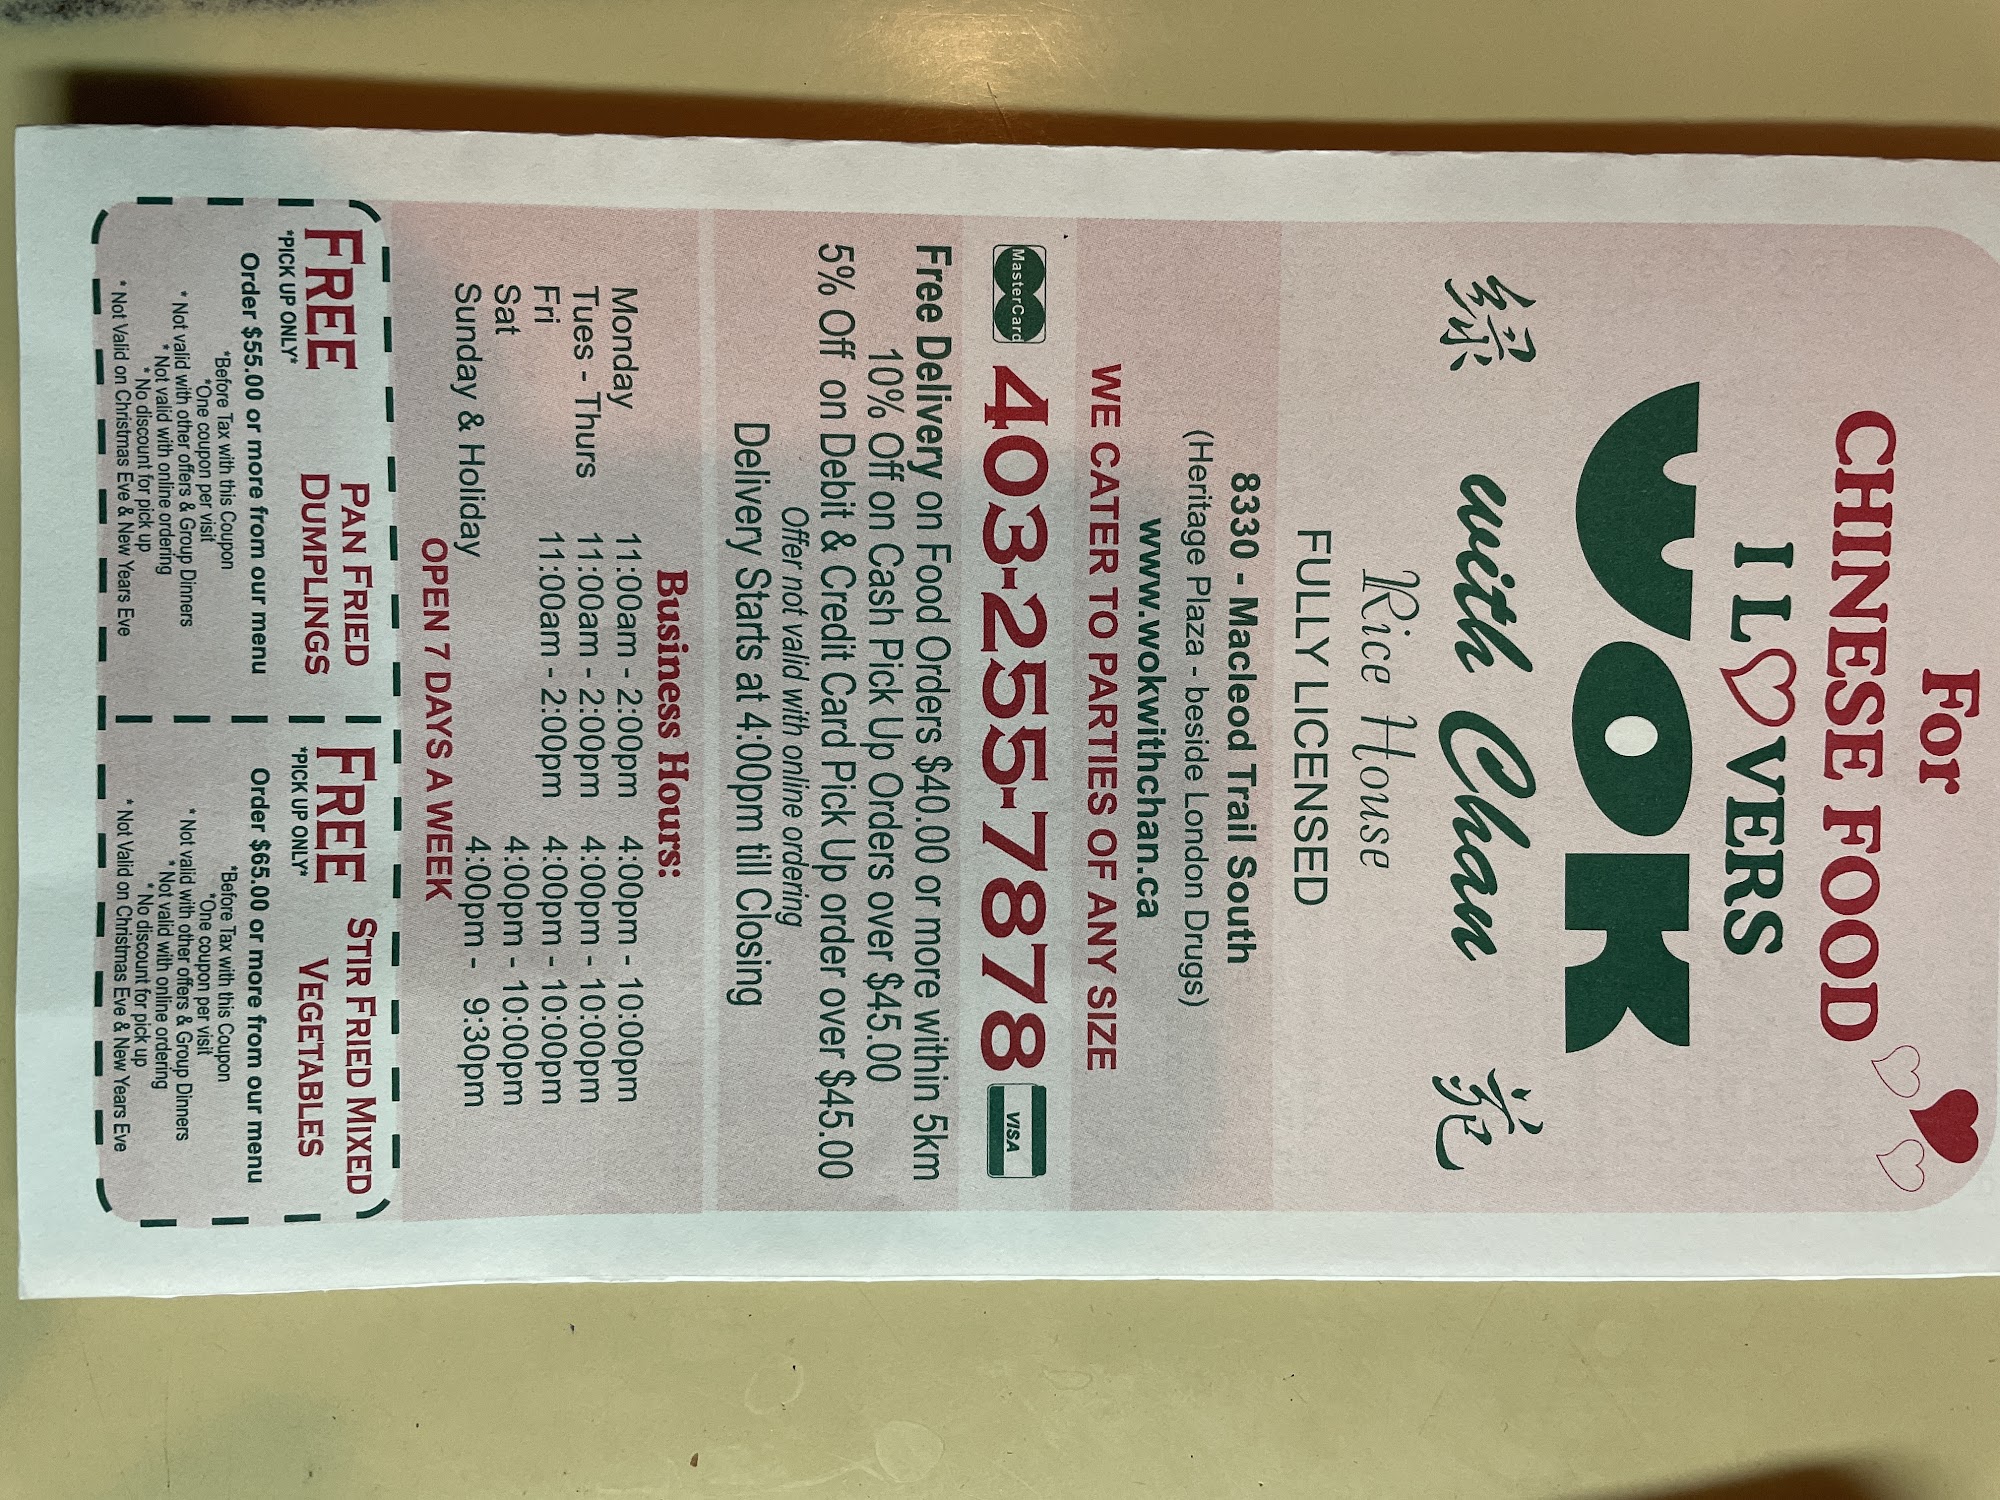 For
CHINESE FOOD
I L♡VERS
WOK
綠 with Chan 苑
Rice House
FULLY LICENSED
8330 - Macleod Trail South
(Heritage Plaza - beside London Drugs)
www.wokwithchan.ca
WE CATER TO PARTIES OF ANY SIZE
MasterCard 403-255-7878 VISA
Free Delivery on Food Orders $40.00 or more within 5km
10% Off on Cash Pick Up Orders over $45.00
5% Off on Debit & Credit Card Pick Up order over $45.00
Offer not valid with online ordering
Delivery Starts at 4:00pm till Closing
Business Hours:
Monday 11:00am - 2:00pm 4:00pm - 10:00pm
Tues - Thurs 11:00am - 2:00pm 4:00pm - 10:00pm
Fri 11:00am - 2:00pm 4:00pm - 10:00pm
Sat 4:00pm - 10:00pm
Sunday & Holiday 4:00pm - 9:30pm
OPEN 7 DAYS A WEEK
FREE PAN FRIED
DUMPLINGS
*PICK UP ONLY*
Order $55.00 or more from our menu
*Before Tax with this Coupon
*One coupon per visit
* Not valid with other offers & Group Dinners
* Not valid with online ordering
* No discount for pick up
* Not Valid on Christmas Eve & New Years Eve
FREE STIR FRIED MIXED
VEGETABLES
*PICK UP ONLY*
Order $65.00 or more from our menu
*Before Tax with this Coupon
*One coupon per visit
* Not valid with other offers & Group Dinners
* Not valid with online ordering
* No discount for pick up
* Not Valid on Christmas Eve & New Years Eve